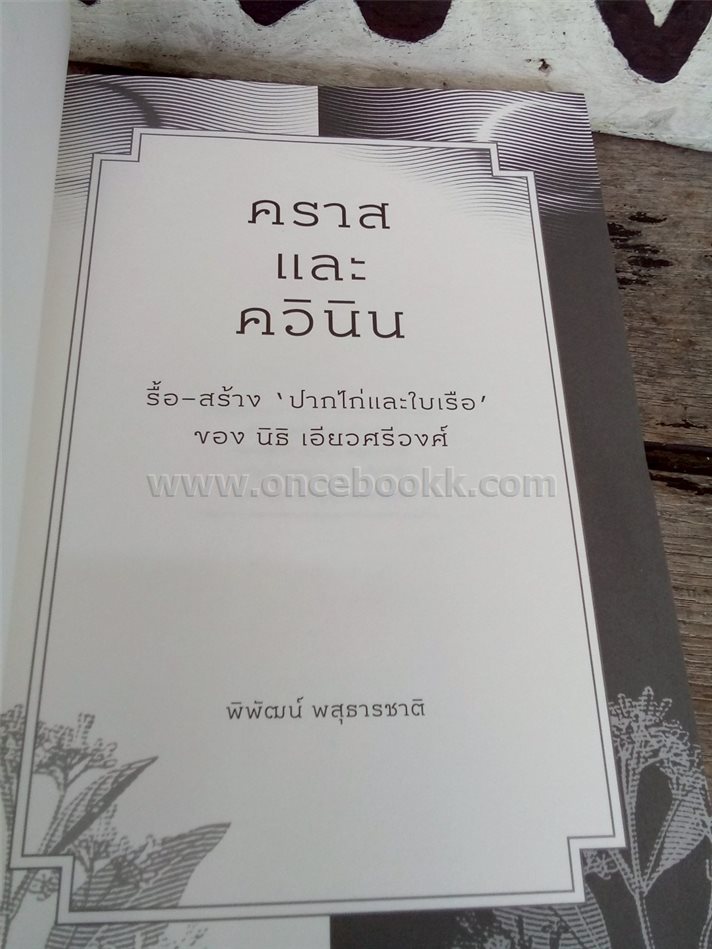 คราส
และ
ควินิน
รื้อ-สร้าง 'ปากไก่และใบเรือ'
ของ นิธิ เอียวศรีวงศ์
www.oncebookk.com
พิพัฒน์ พสุธารชาติ